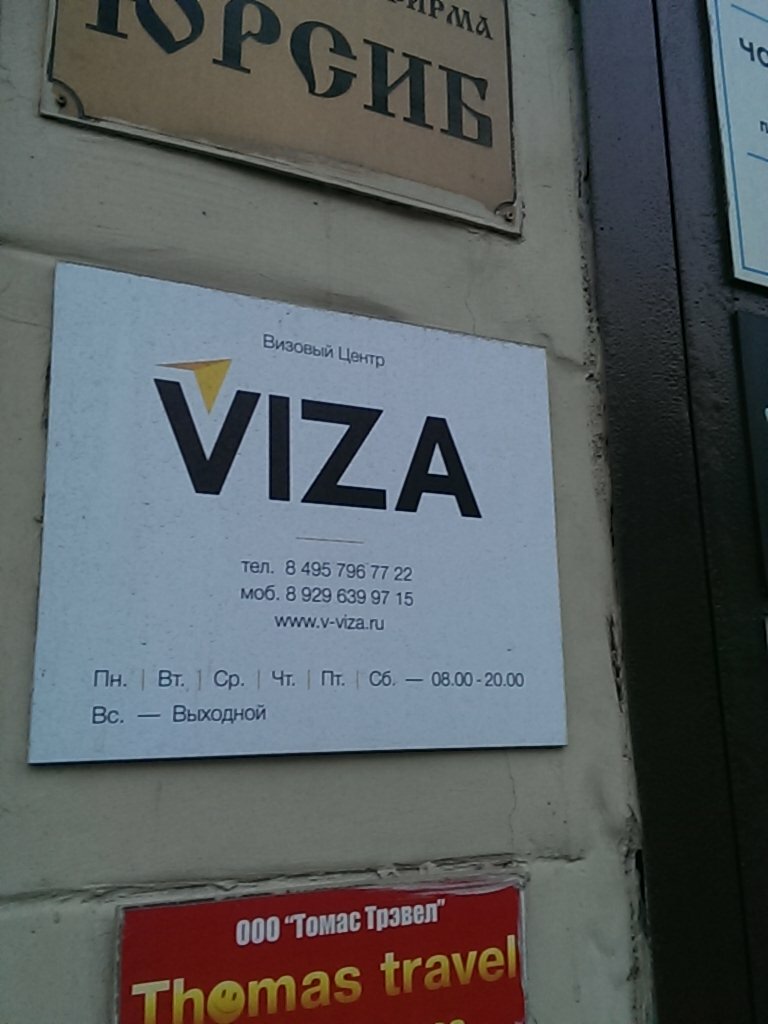 ЮРСИБ
Визовый Центр
VIZA
тел. 8 495 796 77 22
моб. 8 929 639 97 15
www.v-viza.ru
Пн. | Вт. | Ср. | Чт. | Пт. | Сб. — 08.00 - 20.00
Вс. — Выходной
ООО "Томас Трэвел"
Thomas travel